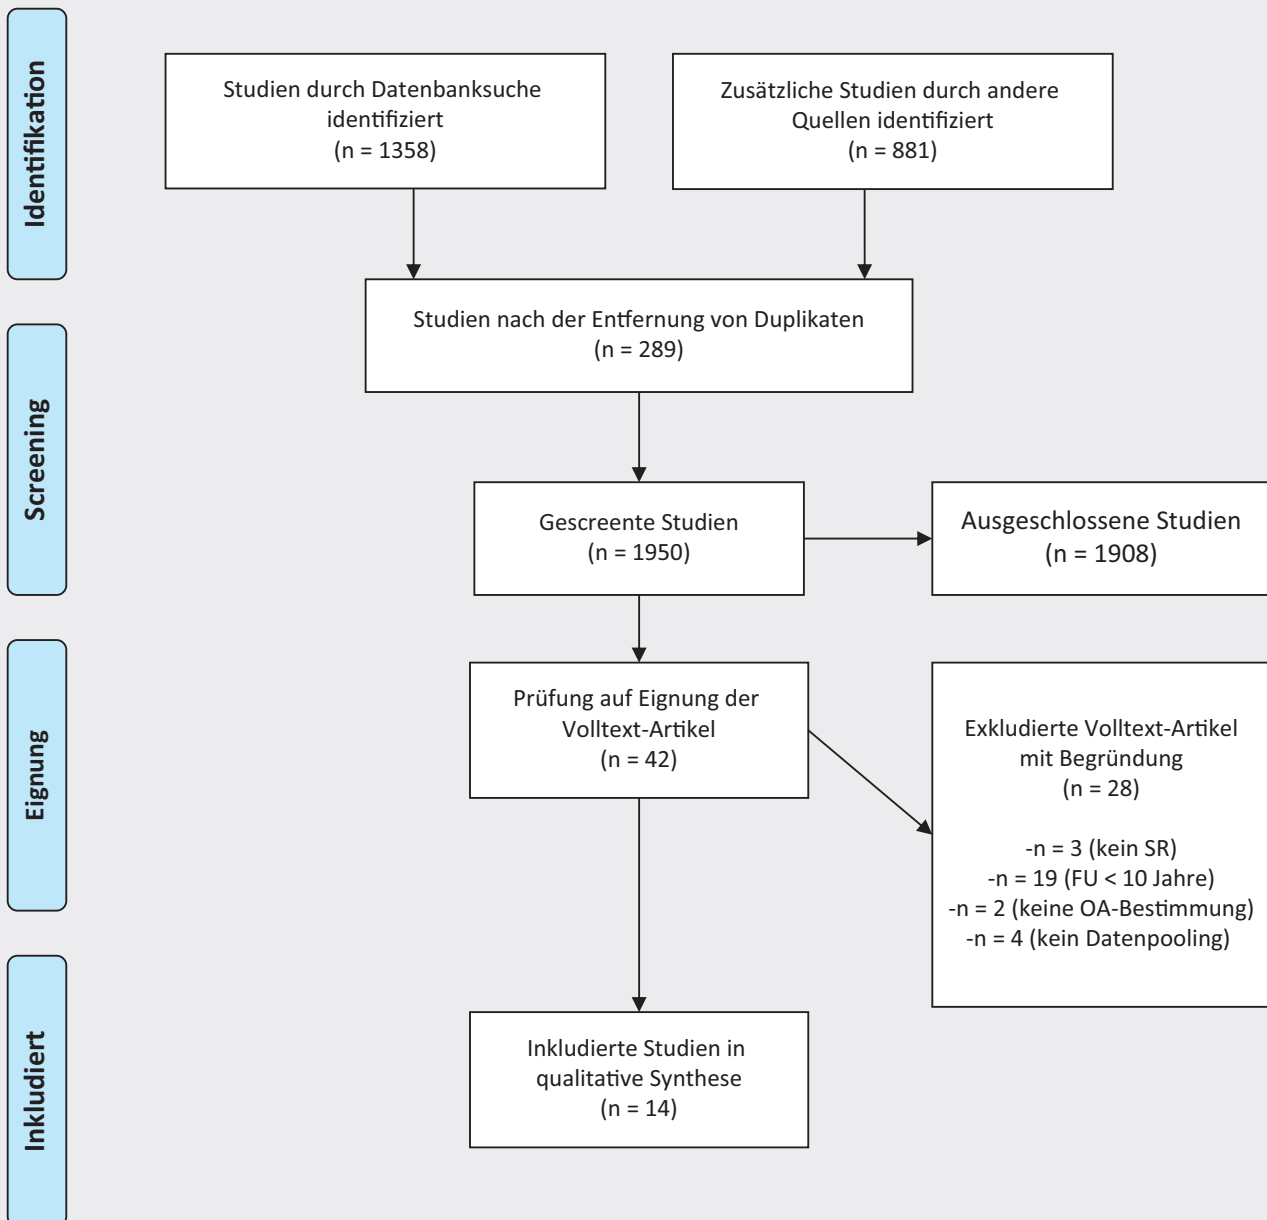 Identifikation
Studien durch Datenbanksuche
identifiziert
(n = 1358)
Zusätzliche Studien durch andere
Quellen identifiziert
(n = 881)
Studien nach der Entfernung von Duplikaten
(n = 289)
Screening
Gescreente Studien
(n = 1950)
Ausgeschlossene Studien
(n = 1908)
Eignung
Prüfung auf Eignung der
Volltext-Artikel
(n = 42)
Exkludierte Volltext-Artikel
mit Begründung
(n = 28)
-n = 3 (kein SR)
-n = 19 (FU < 10 Jahre)
-n = 2 (keine OA-Bestimmung)
-n = 4 (kein Datenpooling)
Inkludiert
Inkludierte Studien in
qualitative Synthese
(n = 14)